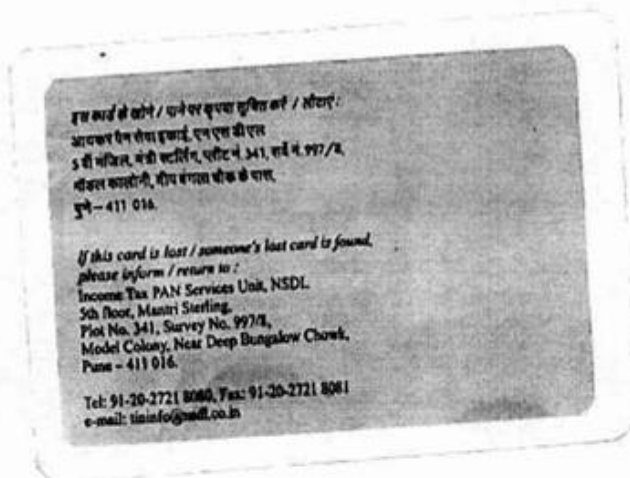 इस कार्ड के खोने / पाने पर कृपया सूचित करें / लौटाएं :
आयकर पैन सेवा इकाई, एन एस डी एल
5 वीं मंजिल, मंत्री स्टर्लिंग, प्लॉट नं. 341, सर्वे नं. 997/8,
मॉडल कालोनी, दीप बंगला चौक के पास,
पुणे – 411 016.
If this card is lost / someone's lost card is found,
please inform / return to :
Income Tax PAN Services Unit, NSDL
5th floor, Mantri Sterling,
Plot No. 341, Survey No. 997/8,
Model Colony, Near Deep Bungalow Chowk,
Pune – 411 016.
Tel: 91-20-2721 8080, Fax: 91-20-2721 8081
e-mail: tininfo@nsdl.co.in